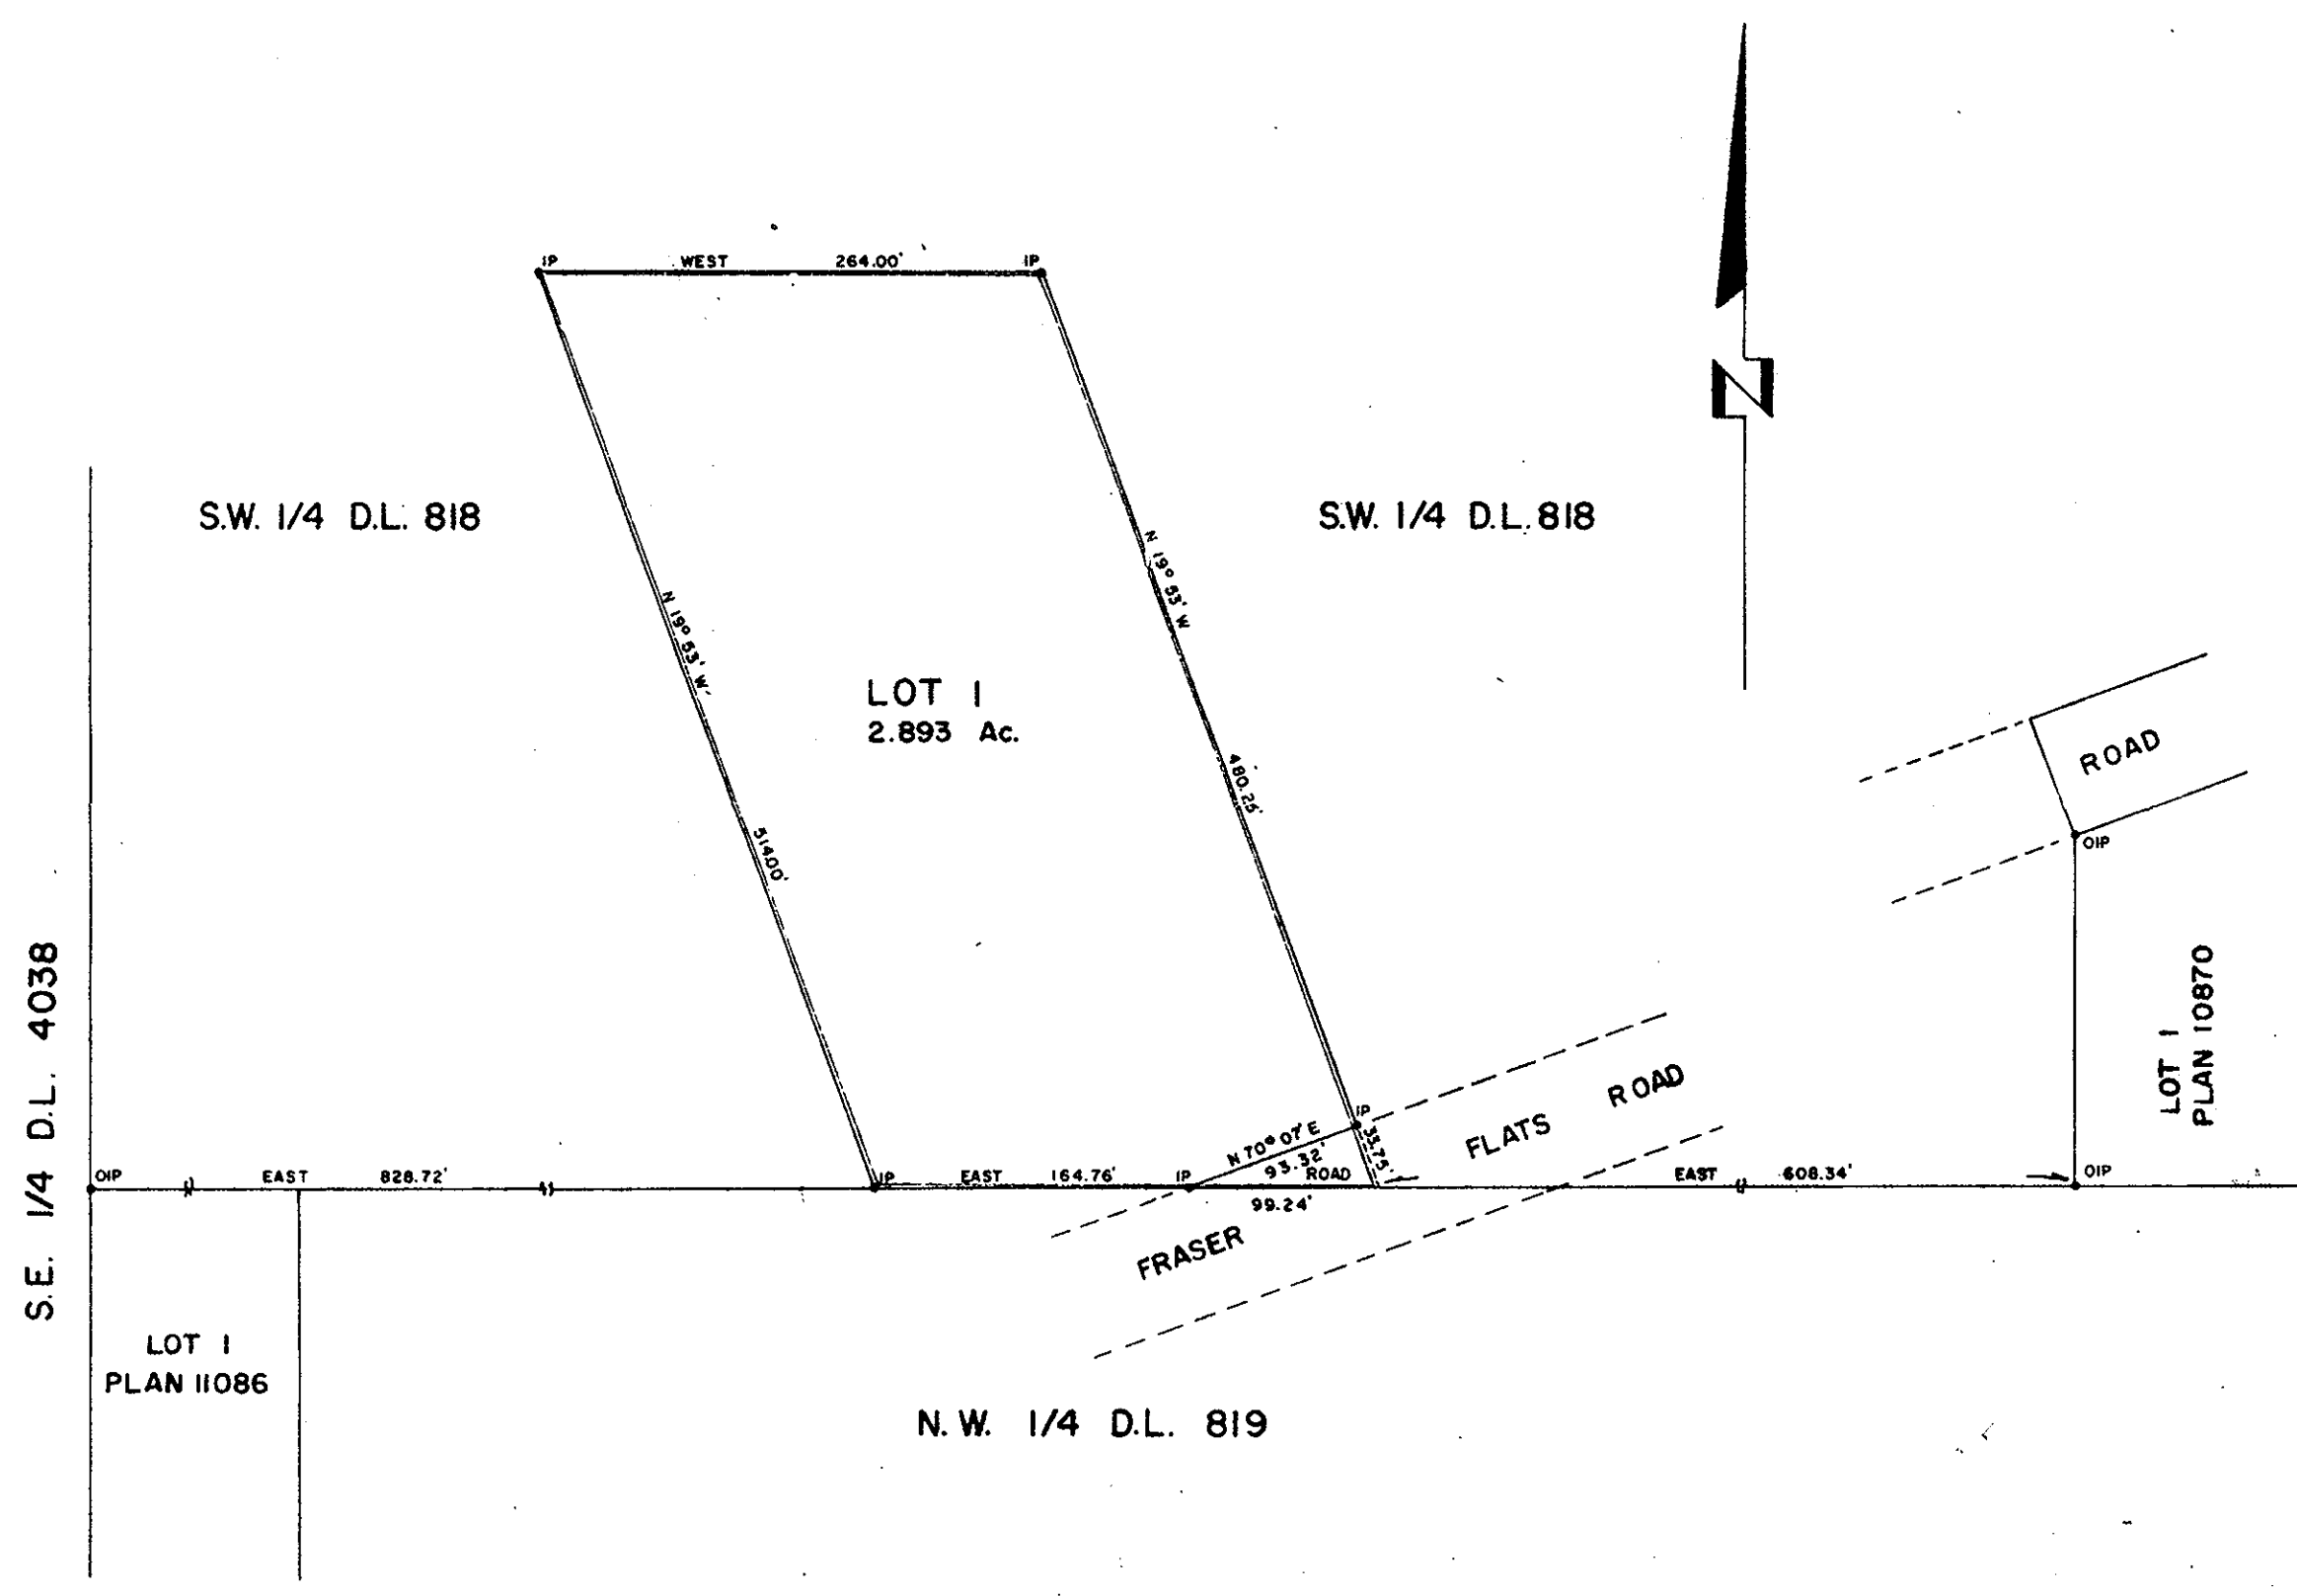 IP
WEST 264.00'
IP
N
S.W. 1/4 D.L. 818
S.W. 1/4 D.L. 818
N 19° 53' W
N 19° 53' W
LOT 1
2.893 Ac.
480.25'
514.00'
ROAD
OIP
S.E. 1/4 D.L. 4038
LOT 1
PLAN 10870
FLATS ROAD
IP
N 70° 07' E
93.32'
33.75'
OIP
EAST 828.72'
IP
EAST 164.76'
IP
ROAD
EAST 608.34'
OIP
99.24'
FRASER
LOT 1
PLAN 11086
N.W. 1/4 D.L. 819